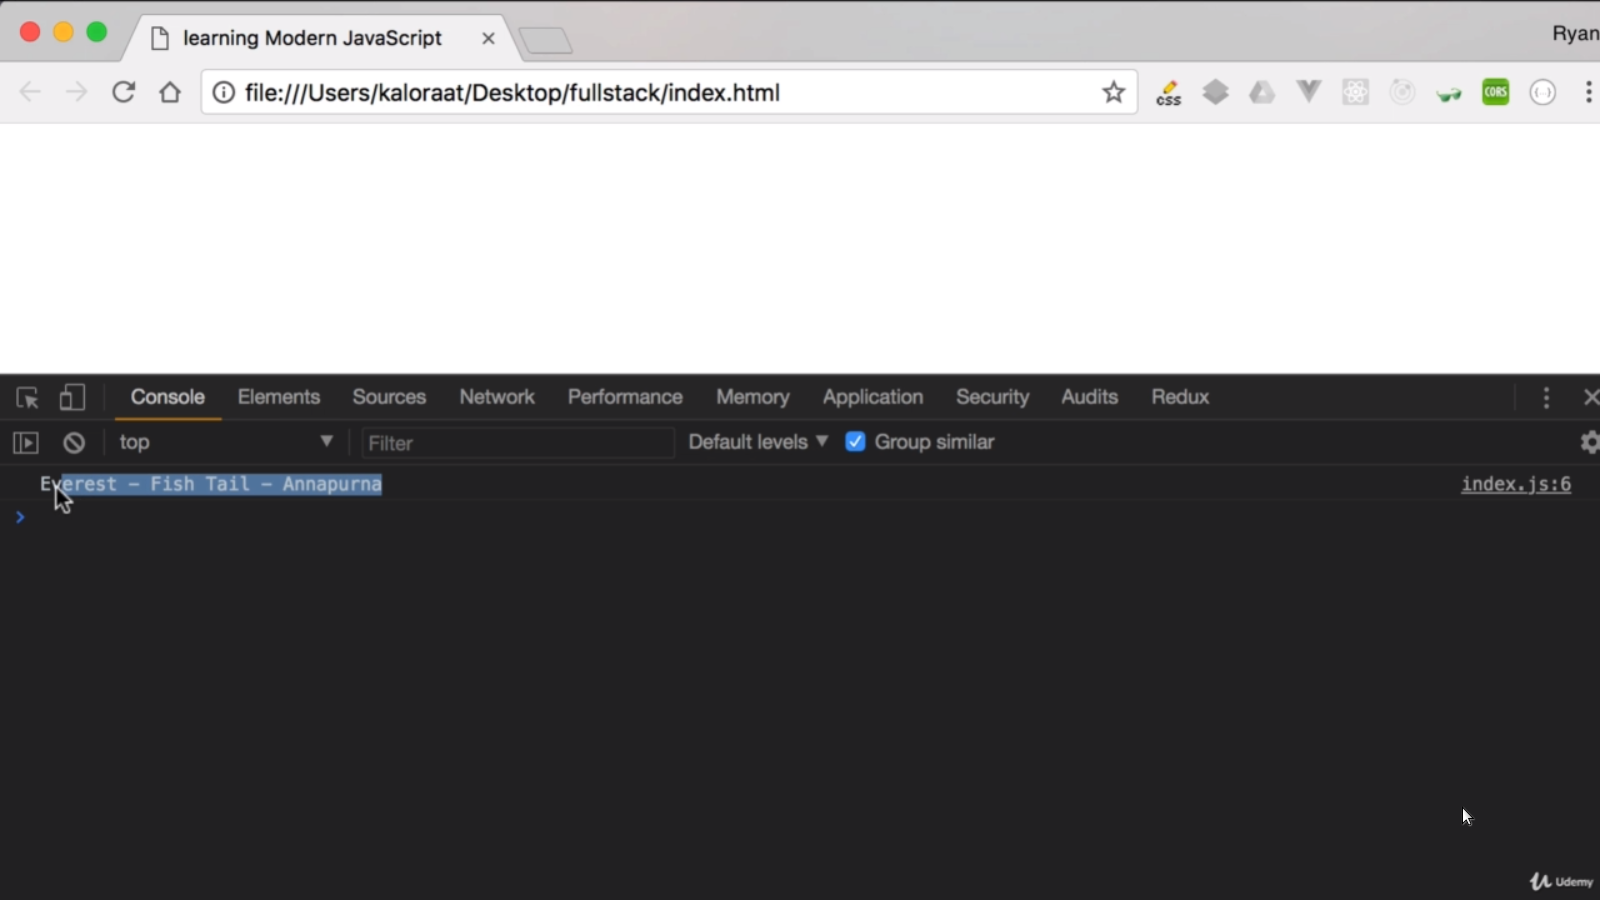 learning Modern JavaScript
Ryan
file:///Users/kaloraat/Desktop/fullstack/index.html
css
CORS
Console Elements Sources Network Performance Memory Application Security Audits Redux
top Filter Default levels Group similar
Everest – Fish Tail – Annapurna index.js:6
Udemy